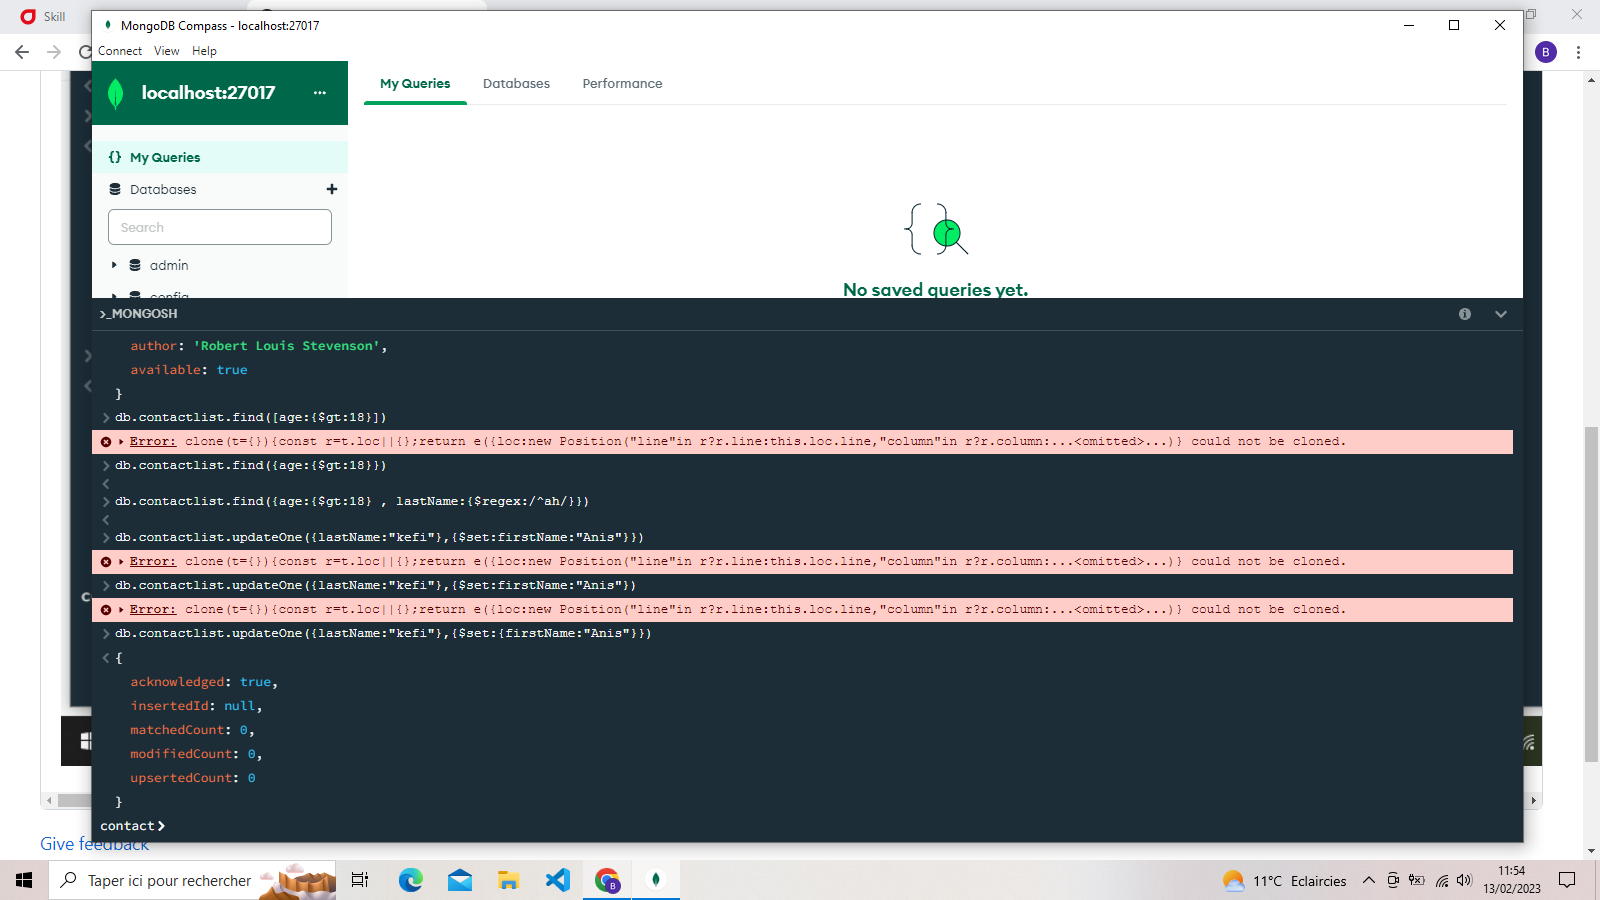 Skill
MongoDB Compass - localhost:27017
B
Connect View Help
localhost:27017 ...
My Queries Databases Performance
{} My Queries
Databases +
Search
admin
config
No saved queries yet.
>_MONGOSH
author: 'Robert Louis Stevenson',
available: true
}
db.contactlist.find([age:{$gt:18}])
Error: clone(t={}){const r=t.loc||{};return e({loc:new Position("line"in r?r.line:this.loc.line,"column"in r?r.column:...<omitted>...)} could not be cloned.
db.contactlist.find({age:{$gt:18}})
db.contactlist.find({age:{$gt:18} , lastName:{$regex:/^ah/}})
db.contactlist.updateOne({lastName:"kefi"},{$set:firstName:"Anis"}})
Error: clone(t={}){const r=t.loc||{};return e({loc:new Position("line"in r?r.line:this.loc.line,"column"in r?r.column:...<omitted>...)} could not be cloned.
db.contactlist.updateOne({lastName:"kefi"},{$set:firstName:"Anis"})
Error: clone(t={}){const r=t.loc||{};return e({loc:new Position("line"in r?r.line:this.loc.line,"column"in r?r.column:...<omitted>...)} could not be cloned.
db.contactlist.updateOne({lastName:"kefi"},{$set:{firstName:"Anis"}})
{
acknowledged: true,
insertedId: null,
matchedCount: 0,
modifiedCount: 0,
upsertedCount: 0
}
contact>
Give feedback
Taper ici pour rechercher
B
11°C Eclaircies
11:54
13/02/2023